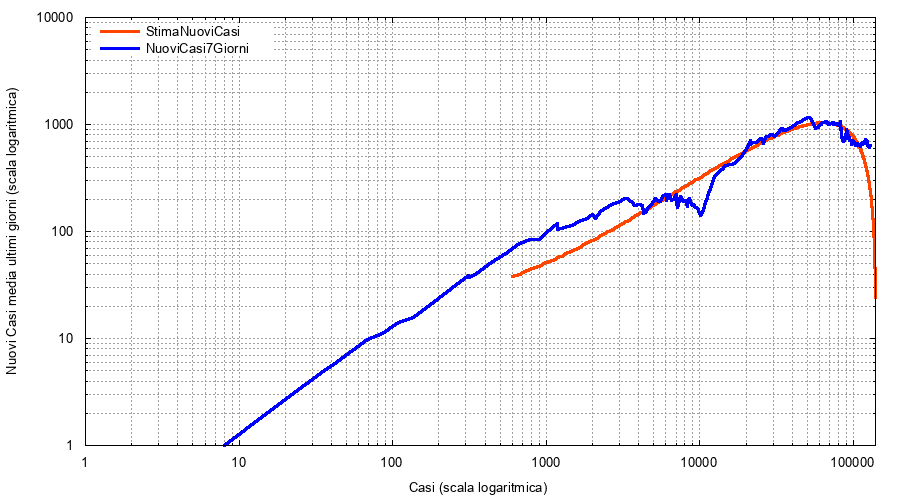 10000
1000
100
10
1
StimaNuoviCasi
NuoviCasi7Giorni
Nuovi Casi media ultimi giorni (scala logaritmica)
1 10 100 1000 10000 100000
Casi (scala logaritmica)